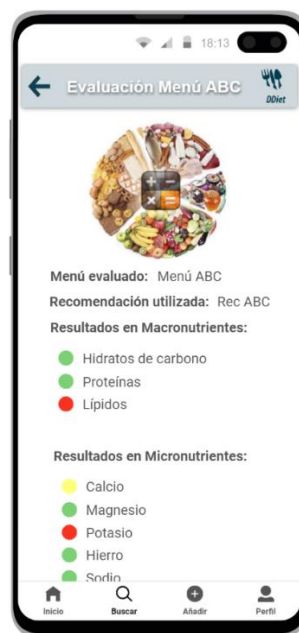 18:13
Evaluación Menú ABC
DDiet
Menú evaluado: Menú ABC
Recomendación utilizada: Rec ABC
Resultados en Macronutrientes:
Hidratos de carbono
Proteínas
Lípidos
Resultados en Micronutrientes:
Calcio
Magnesio
Potasio
Hierro
Sodio
Inicio Buscar Añadir Perfil